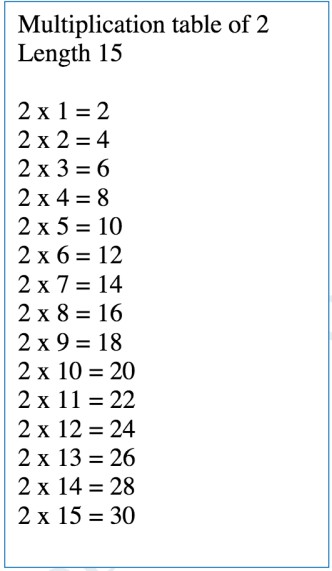 Multiplication table of 2
Length 15
2 x 1 = 2
2 x 2 = 4
2 x 3 = 6
2 x 4 = 8
2 x 5 = 10
2 x 6 = 12
2 x 7 = 14
2 x 8 = 16
2 x 9 = 18
2 x 10 = 20
2 x 11 = 22
2 x 12 = 24
2 x 13 = 26
2 x 14 = 28
2 x 15 = 30